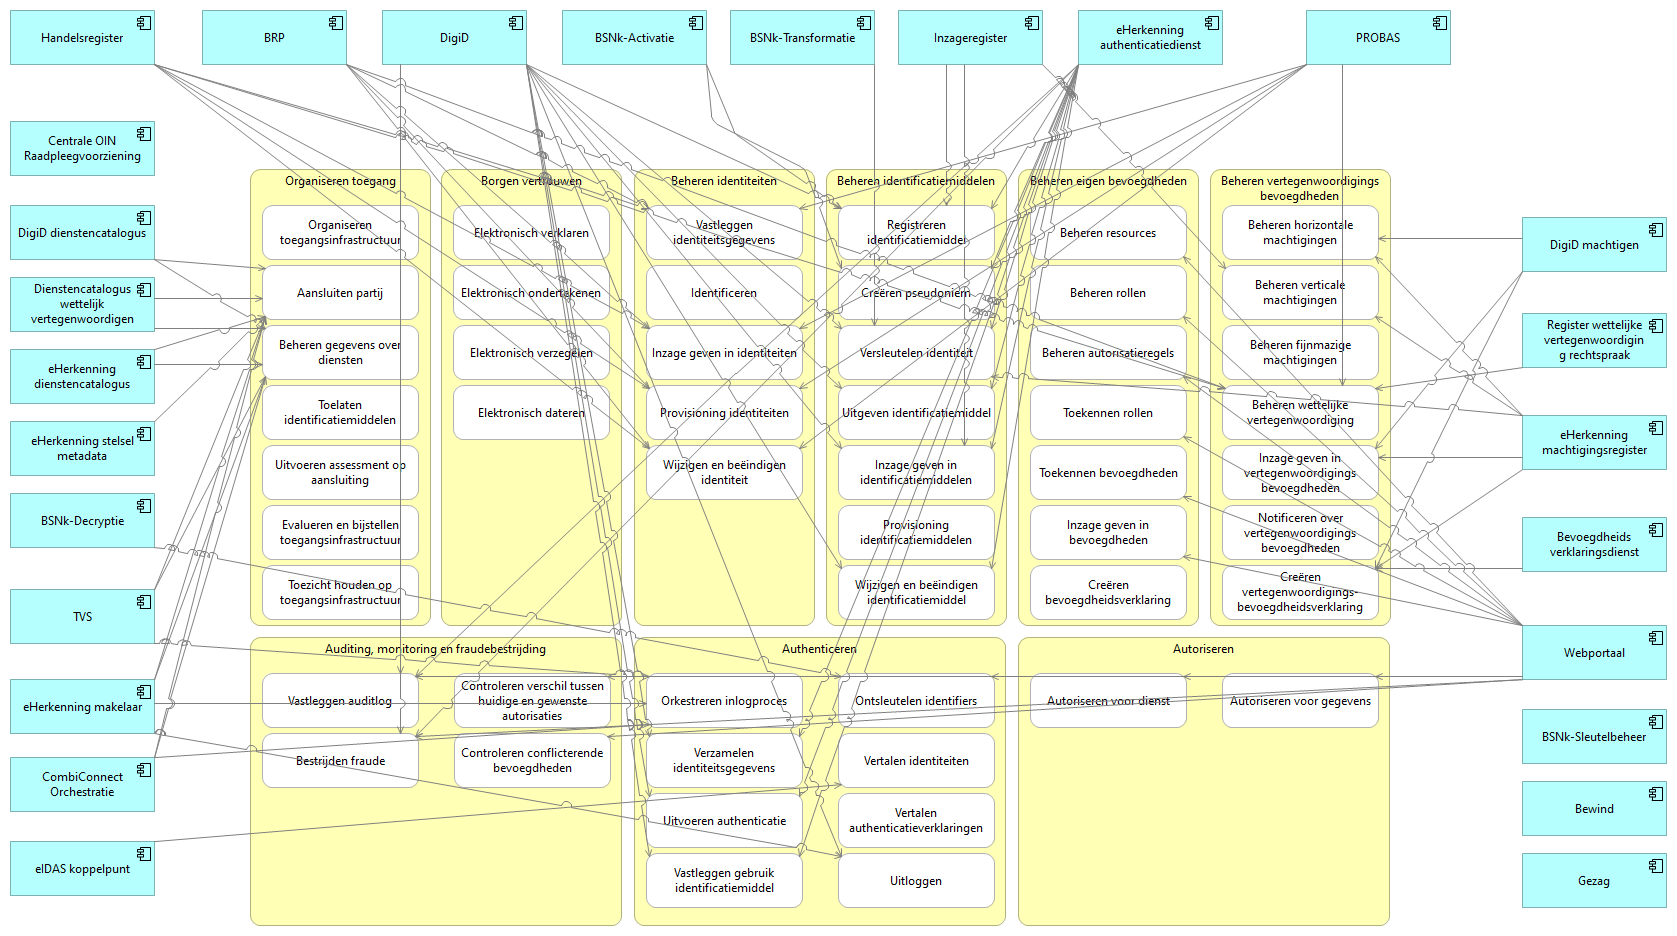 Handelsregister
BRP
DigiD
BSNk-Activatie
BSNk-Transformatie
Inzageregister
eHerkenning
authenticatiedienst
PROBAS
Centrale OIN
Raadpleegvoorziening
DigiD dienstencatalogus
Dienstencatalogus
wettelijk
vertegenwoordigen
eHerkenning
dienstencatalogus
eHerkenning stelsel
metadata
BSNk-Decryptie
TVS
eHerkenning makelaar
CombiConnect
Orchestratie
eIDAS koppelpunt
Organiseren toegang
Organiseren
toegangsinfrastructuur
Aansluiten partij
Beheren gegevens over
diensten
Toelaten
identificatiemiddelen
Uitvoeren assessment op
aansluiting
Evalueren en bijstellen
toegangsinfrastructuur
Toezicht houden op
toegangsinfrastructuur
Borgen vertrouwen
Elektronisch verklaren
Elektronisch ondertekenen
Elektronisch verzegelen
Elektronisch dateren
Beheren identiteiten
Vastleggen
identiteitsgegevens
Identificeren
Inzage geven in identiteiten
Provisioning identiteiten
Wijzigen en beëindigen
identiteit
Beheren identificatiemiddelen
Registreren
identificatiemiddel
Creëren pseudoniem
Versleutelen identiteit
Uitgeven identificatiemiddel
Inzage geven in
identificatiemiddelen
Provisioning
identificatiemiddelen
Wijzigen en beëindigen
identificatiemiddel
Beheren eigen bevoegdheden
Beheren resources
Beheren rollen
Beheren autorisatieregels
Toekennen rollen
Toekennen bevoegdheden
Inzage geven in
bevoegdheden
Creëren
bevoegdheidsverklaring
Beheren vertegenwoordigings
bevoegdheden
Beheren horizontale
machtigingen
Beheren verticale
machtigingen
Beheren fijnmazige
machtigingen
Beheren wettelijke
vertegenwoordiging
Inzage geven in
vertegenwoordigings
bevoegdheden
Notificeren over
vertegenwoordigings
bevoegdheden
Creëren
vertegenwoordigings-
bevoegdheidsverklaring
Auditing, monitoring en fraudebestrijding
Vastleggen auditlog
Controleren verschil tussen
huidige en gewenste
autorisaties
Bestrijden fraude
Controleren conflicterende
bevoegdheden
Authenticeren
Orkestreren inlogproces
Ontsleutelen identifiers
Verzamelen
identiteitsgegevens
Vertalen identiteiten
Uitvoeren authenticatie
Vertalen
authenticatieverklaringen
Vastleggen gebruik
identificatiemiddel
Uitloggen
Autoriseren
Autoriseren voor dienst
Autoriseren voor gegevens
DigiD machtigen
Register wettelijke
vertegenwoordigin
g rechtspraak
eHerkenning
machtigingsregister
Bevoegdheids
verklaringsdienst
Webportaal
BSNk-Sleutelbeheer
Bewind
Gezag